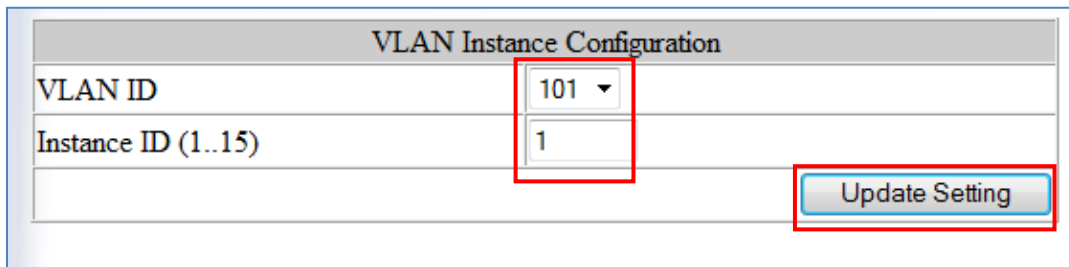 VLAN Instance Configuration
VLAN ID 101
Instance ID (1..15) 1
Update Setting